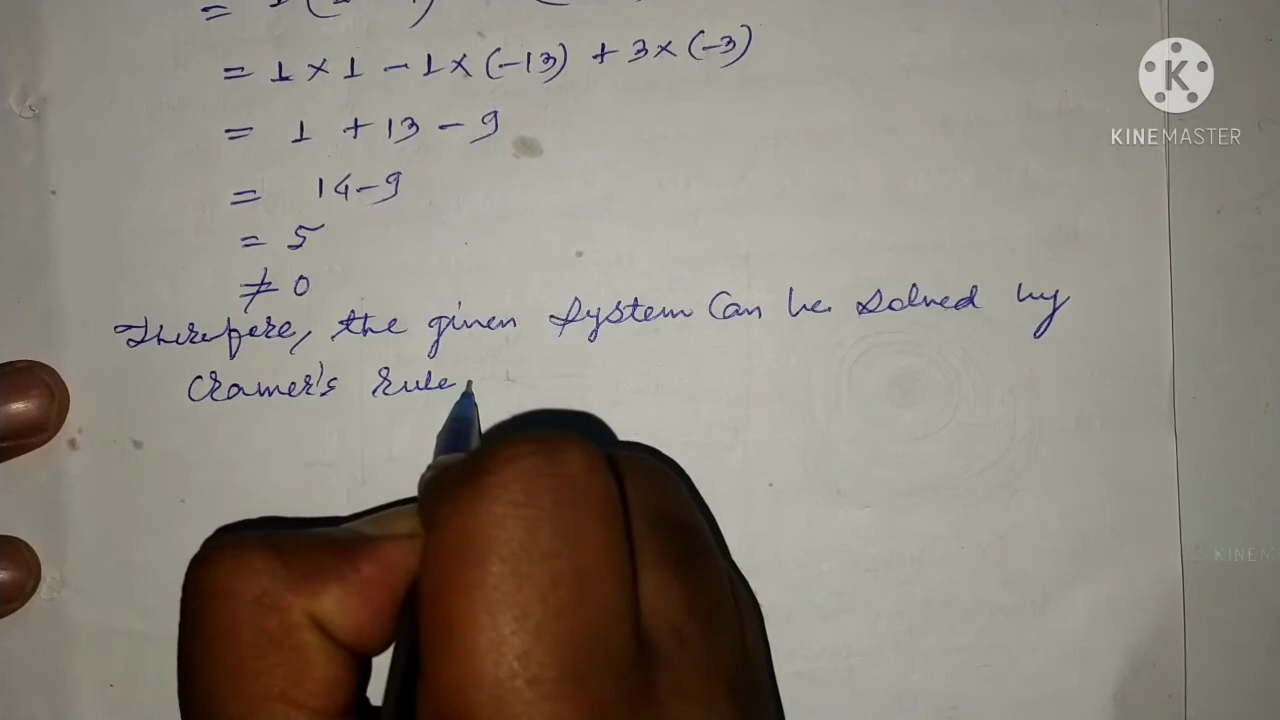 = 1 × 1 - 1 × (-13) + 3 × (-3)
= 1 + 13 - 9
= 14 - 9
= 5
≠ 0
Therefore, the given system can be solved by
Cramer's rule
K
KINEMASTER
KINEM